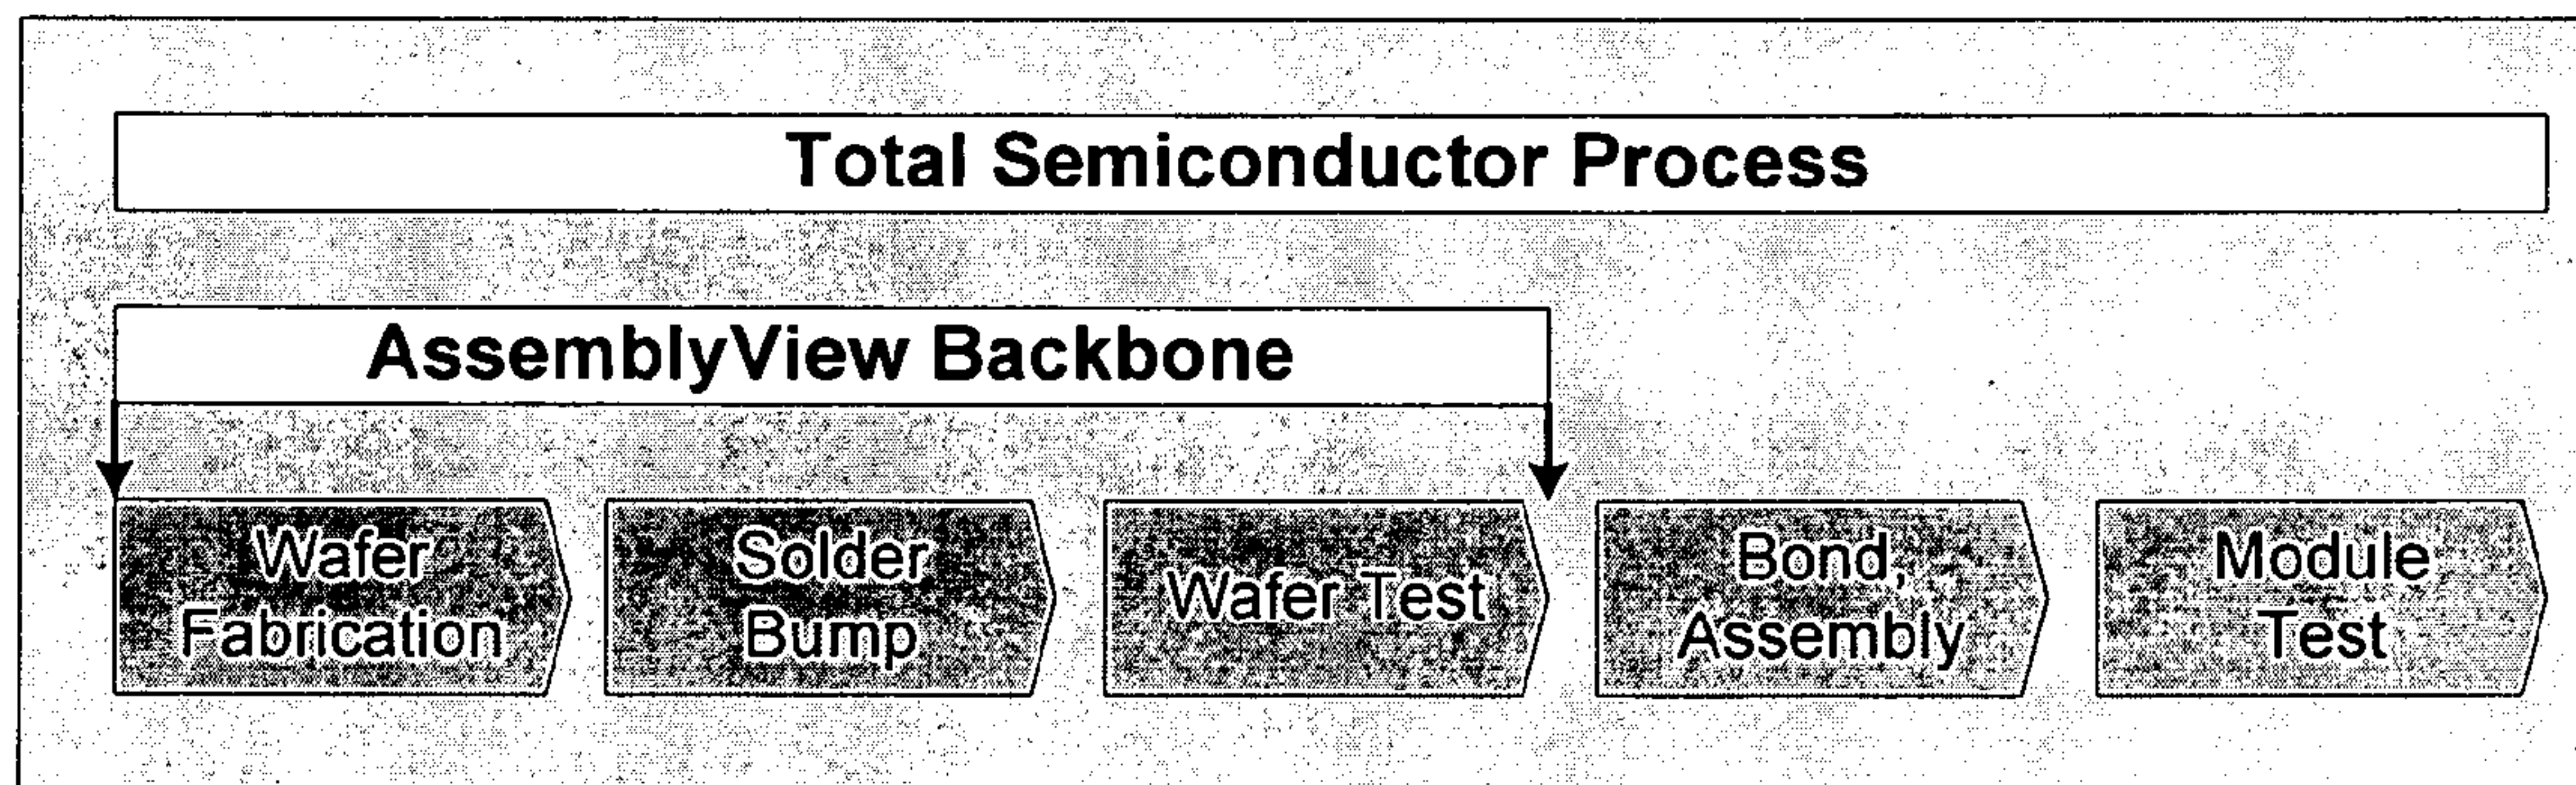 Total Semiconductor Process
AssemblyView Backbone
Wafer
Fabrication
Solder
Bump
Wafer Test
Bond,
Assembly
Module
Test